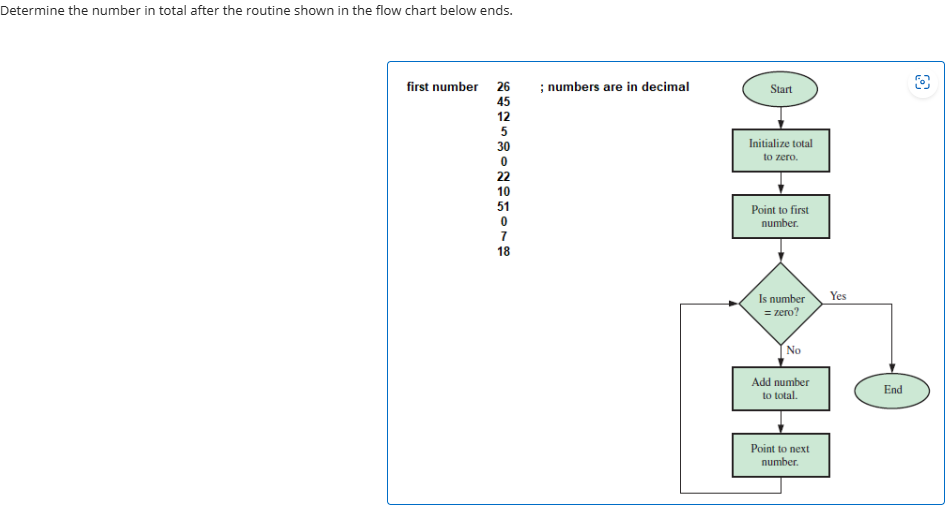 Determine the number in total after the routine shown in the flow chart below ends.
first number 26 ; numbers are in decimal
45
12
5
30
0
22
10
51
0
7
18
Start
Initialize total
to zero.
Point to first
number.
Is number
= zero?
Yes
No
Add number
to total.
End
Point to next
number.